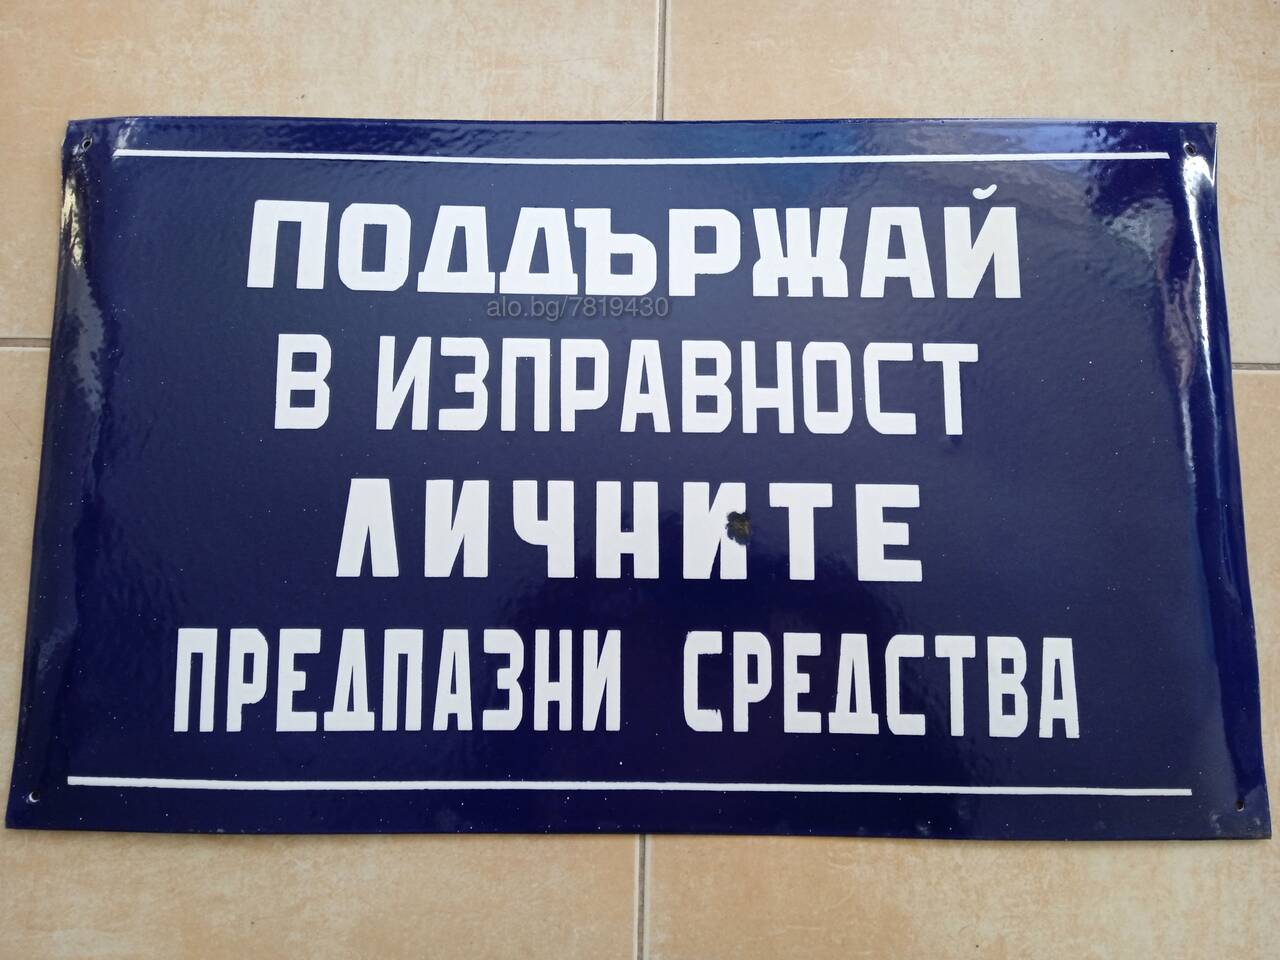 ПОДДЪРЖАЙ
alo.bg/7819430
В ИЗПРАВНОСТ
ЛИЧНИТЕ
ПРЕДПАЗНИ СРЕДСТВА